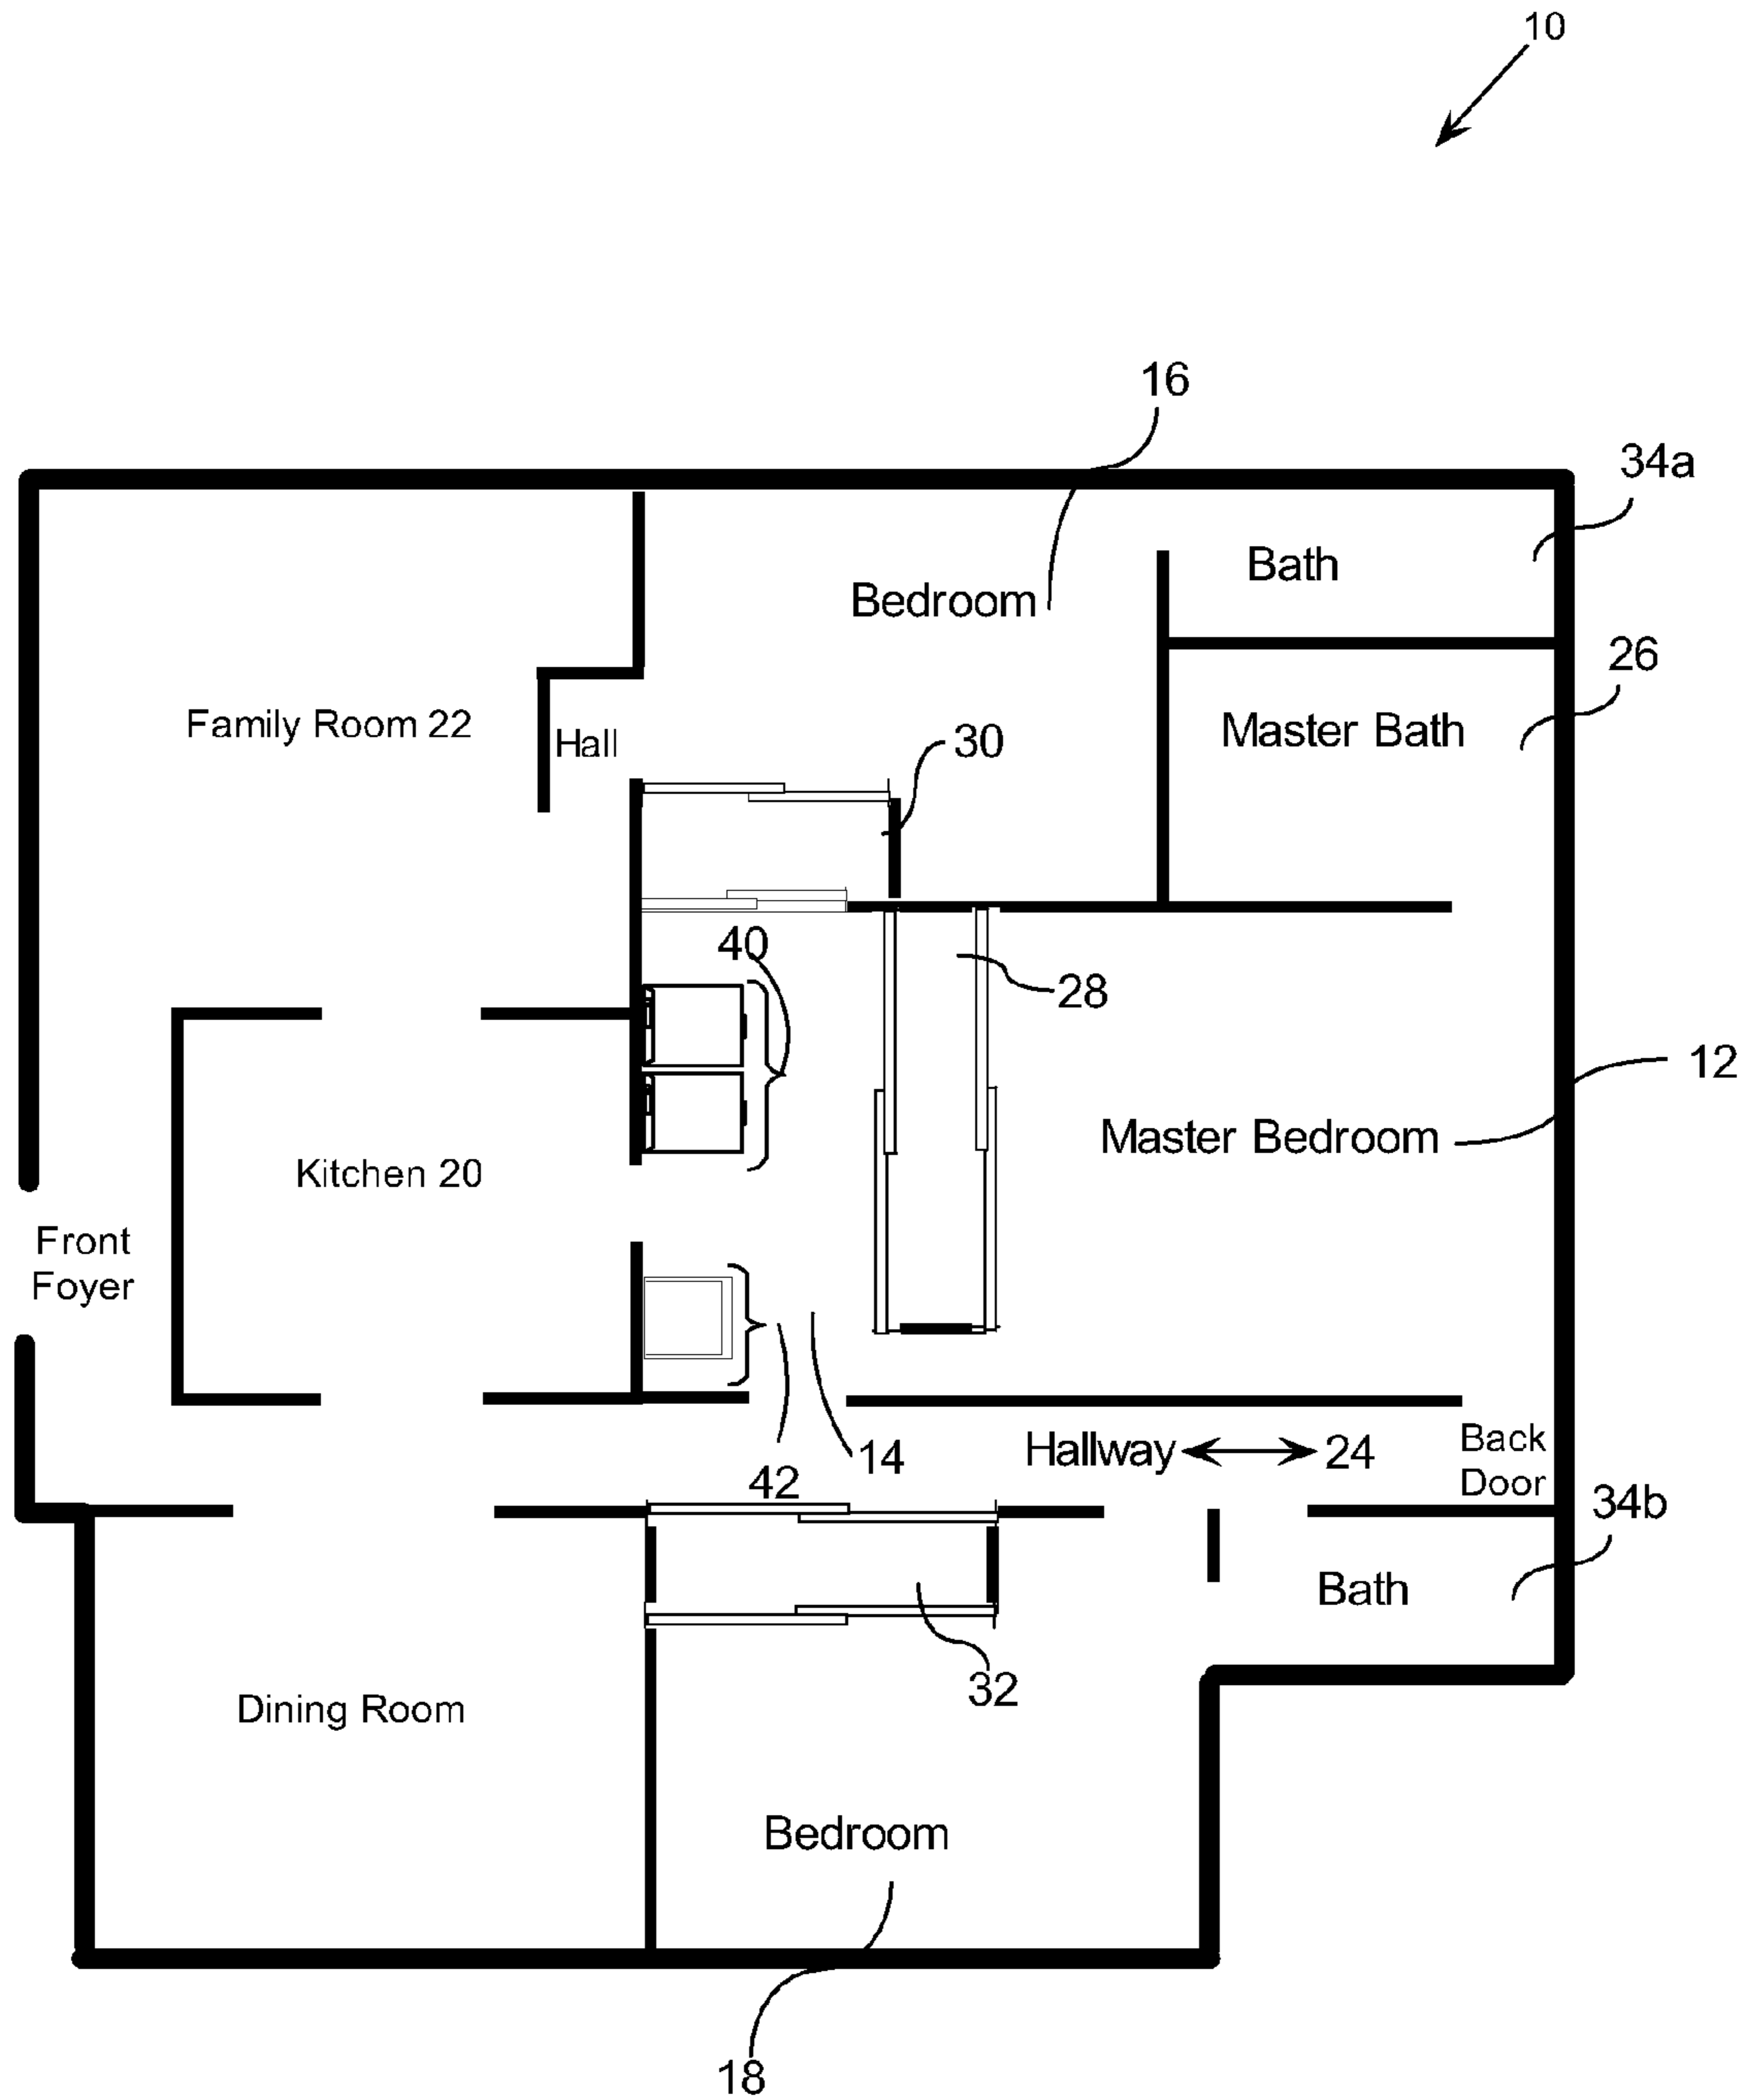 10
16
34a
Bath
Bedroom
26
Family Room 22
Hall
Master Bath
30
40
28
12
Master Bedroom
Kitchen 20
Front
Foyer
Hallway
24
Back
Door
14
42
34b
Bath
32
Dining Room
Bedroom
18